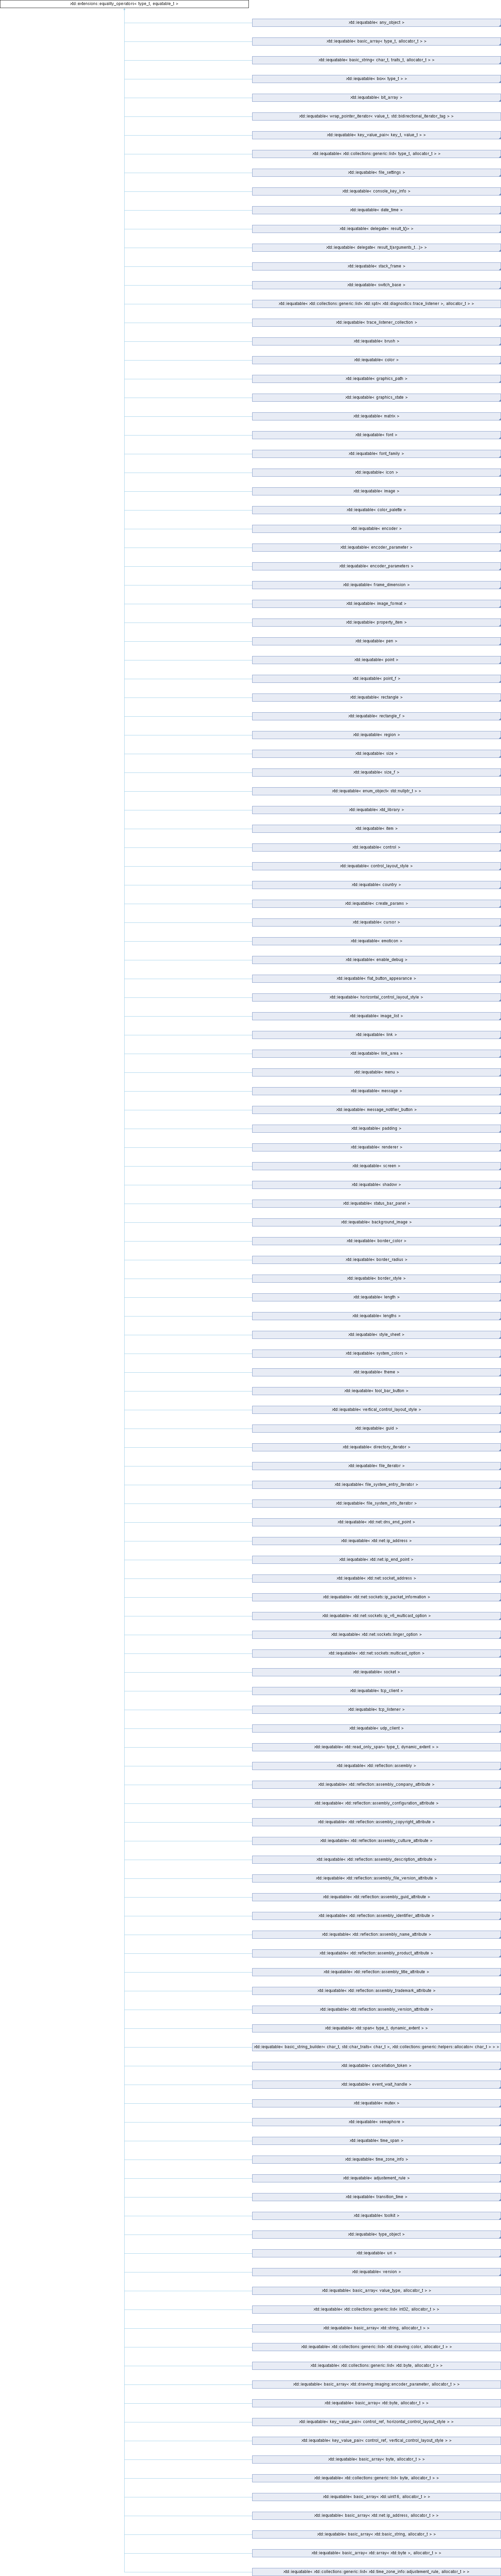 xtd::extensions::equality_operators< type_t, equatable_t >
xtd::iequatable< any_object >
xtd::iequatable< basic_array< type_t, allocator_t > >
xtd::iequatable< basic_string< char_t, traits_t, allocator_t > >
xtd::iequatable< box< type_t > >
xtd::iequatable< bit_array >
xtd::iequatable< wrap_pointer_iterator< value_t, std::bidirectional_iterator_tag > >
xtd::iequatable< key_value_pair< key_t, value_t > >
xtd::iequatable< xtd::collections::generic::list< type_t, allocator_t > >
xtd::iequatable< file_settings >
xtd::iequatable< console_key_info >
xtd::iequatable< date_time >
xtd::iequatable< delegate< result_t()> >
xtd::iequatable< delegate< result_t(arguments_t...)> >
xtd::iequatable< stack_frame >
xtd::iequatable< switch_base >
xtd::iequatable< xtd::collections::generic::list< xtd::sptr< xtd::diagnostics::trace_listener >, allocator_t > >
xtd::iequatable< trace_listener_collection >
xtd::iequatable< brush >
xtd::iequatable< color >
xtd::iequatable< graphics_path >
xtd::iequatable< graphics_state >
xtd::iequatable< matrix >
xtd::iequatable< font >
xtd::iequatable< font_family >
xtd::iequatable< icon >
xtd::iequatable< image >
xtd::iequatable< color_palette >
xtd::iequatable< encoder >
xtd::iequatable< encoder_parameter >
xtd::iequatable< encoder_parameters >
xtd::iequatable< frame_dimension >
xtd::iequatable< image_format >
xtd::iequatable< property_item >
xtd::iequatable< pen >
xtd::iequatable< point >
xtd::iequatable< point_f >
xtd::iequatable< rectangle >
xtd::iequatable< rectangle_f >
xtd::iequatable< region >
xtd::iequatable< size >
xtd::iequatable< size_f >
xtd::iequatable< enum_object< std::nullptr_t > >
xtd::iequatable< xtd_library >
xtd::iequatable< item >
xtd::iequatable< control >
xtd::iequatable< control_layout_style >
xtd::iequatable< country >
xtd::iequatable< create_params >
xtd::iequatable< cursor >
xtd::iequatable< emoticon >
xtd::iequatable< enable_debug >
xtd::iequatable< flat_button_appearance >
xtd::iequatable< horizontal_control_layout_style >
xtd::iequatable< image_list >
xtd::iequatable< link >
xtd::iequatable< link_area >
xtd::iequatable< menu >
xtd::iequatable< message >
xtd::iequatable< message_notifier_button >
xtd::iequatable< padding >
xtd::iequatable< renderer >
xtd::iequatable< screen >
xtd::iequatable< shadow >
xtd::iequatable< status_bar_panel >
xtd::iequatable< background_image >
xtd::iequatable< border_color >
xtd::iequatable< border_radius >
xtd::iequatable< border_style >
xtd::iequatable< length >
xtd::iequatable< lengths >
xtd::iequatable< style_sheet >
xtd::iequatable< system_colors >
xtd::iequatable< theme >
xtd::iequatable< tool_bar_button >
xtd::iequatable< vertical_control_layout_style >
xtd::iequatable< guid >
xtd::iequatable< directory_iterator >
xtd::iequatable< file_iterator >
xtd::iequatable< file_system_entry_iterator >
xtd::iequatable< file_system_info_iterator >
xtd::iequatable< xtd::net::dns_end_point >
xtd::iequatable< xtd::net::ip_address >
xtd::iequatable< xtd::net::ip_end_point >
xtd::iequatable< xtd::net::socket_address >
xtd::iequatable< xtd::net::sockets::ip_packet_information >
xtd::iequatable< xtd::net::sockets::ip_v6_multicast_option >
xtd::iequatable< xtd::net::sockets::linger_option >
xtd::iequatable< xtd::net::sockets::multicast_option >
xtd::iequatable< socket >
xtd::iequatable< tcp_client >
xtd::iequatable< tcp_listener >
xtd::iequatable< udp_client >
xtd::iequatable< xtd::read_only_span< type_t, dynamic_extent > >
xtd::iequatable< xtd::reflection::assembly >
xtd::iequatable< xtd::reflection::assembly_company_attribute >
xtd::iequatable< xtd::reflection::assembly_configuration_attribute >
xtd::iequatable< xtd::reflection::assembly_copyright_attribute >
xtd::iequatable< xtd::reflection::assembly_culture_attribute >
xtd::iequatable< xtd::reflection::assembly_description_attribute >
xtd::iequatable< xtd::reflection::assembly_file_version_attribute >
xtd::iequatable< xtd::reflection::assembly_guid_attribute >
xtd::iequatable< xtd::reflection::assembly_identifier_attribute >
xtd::iequatable< xtd::reflection::assembly_name_attribute >
xtd::iequatable< xtd::reflection::assembly_product_attribute >
xtd::iequatable< xtd::reflection::assembly_title_attribute >
xtd::iequatable< xtd::reflection::assembly_trademark_attribute >
xtd::iequatable< xtd::reflection::assembly_version_attribute >
xtd::iequatable< xtd::span< type_t, dynamic_extent > >
xtd::iequatable< basic_string_builder< char_t, std::char_traits< char_t >, xtd::collections::generic::helpers::allocator< char_t > > >
xtd::iequatable< cancellation_token >
xtd::iequatable< event_wait_handle >
xtd::iequatable< mutex >
xtd::iequatable< semaphore >
xtd::iequatable< time_span >
xtd::iequatable< time_zone_info >
xtd::iequatable< adjustement_rule >
xtd::iequatable< transition_time >
xtd::iequatable< toolkit >
xtd::iequatable< type_object >
xtd::iequatable< uri >
xtd::iequatable< version >
xtd::iequatable< basic_array< value_type, allocator_t > >
xtd::iequatable< xtd::collections::generic::list< int32, allocator_t > >
xtd::iequatable< basic_array< xtd::string, allocator_t > >
xtd::iequatable< xtd::collections::generic::list< xtd::drawing::color, allocator_t > >
xtd::iequatable< xtd::collections::generic::list< xtd::byte, allocator_t > >
xtd::iequatable< basic_array< xtd::drawing::imaging::encoder_parameter, allocator_t > >
xtd::iequatable< basic_array< xtd::byte, allocator_t > >
xtd::iequatable< key_value_pair< control_ref, horizontal_control_layout_style > >
xtd::iequatable< key_value_pair< control_ref, vertical_control_layout_style > >
xtd::iequatable< basic_array< byte, allocator_t > >
xtd::iequatable< xtd::collections::generic::list< byte, allocator_t > >
xtd::iequatable< basic_array< xtd::uint16, allocator_t > >
xtd::iequatable< basic_array< xtd::net::ip_address, allocator_t > >
xtd::iequatable< basic_array< xtd::basic_string, allocator_t > >
xtd::iequatable< basic_array< xtd::array< xtd::byte >, allocator_t > >
xtd::iequatable< xtd::collections::generic::list< xtd::time_zone_info::adjustement_rule, allocator_t > >